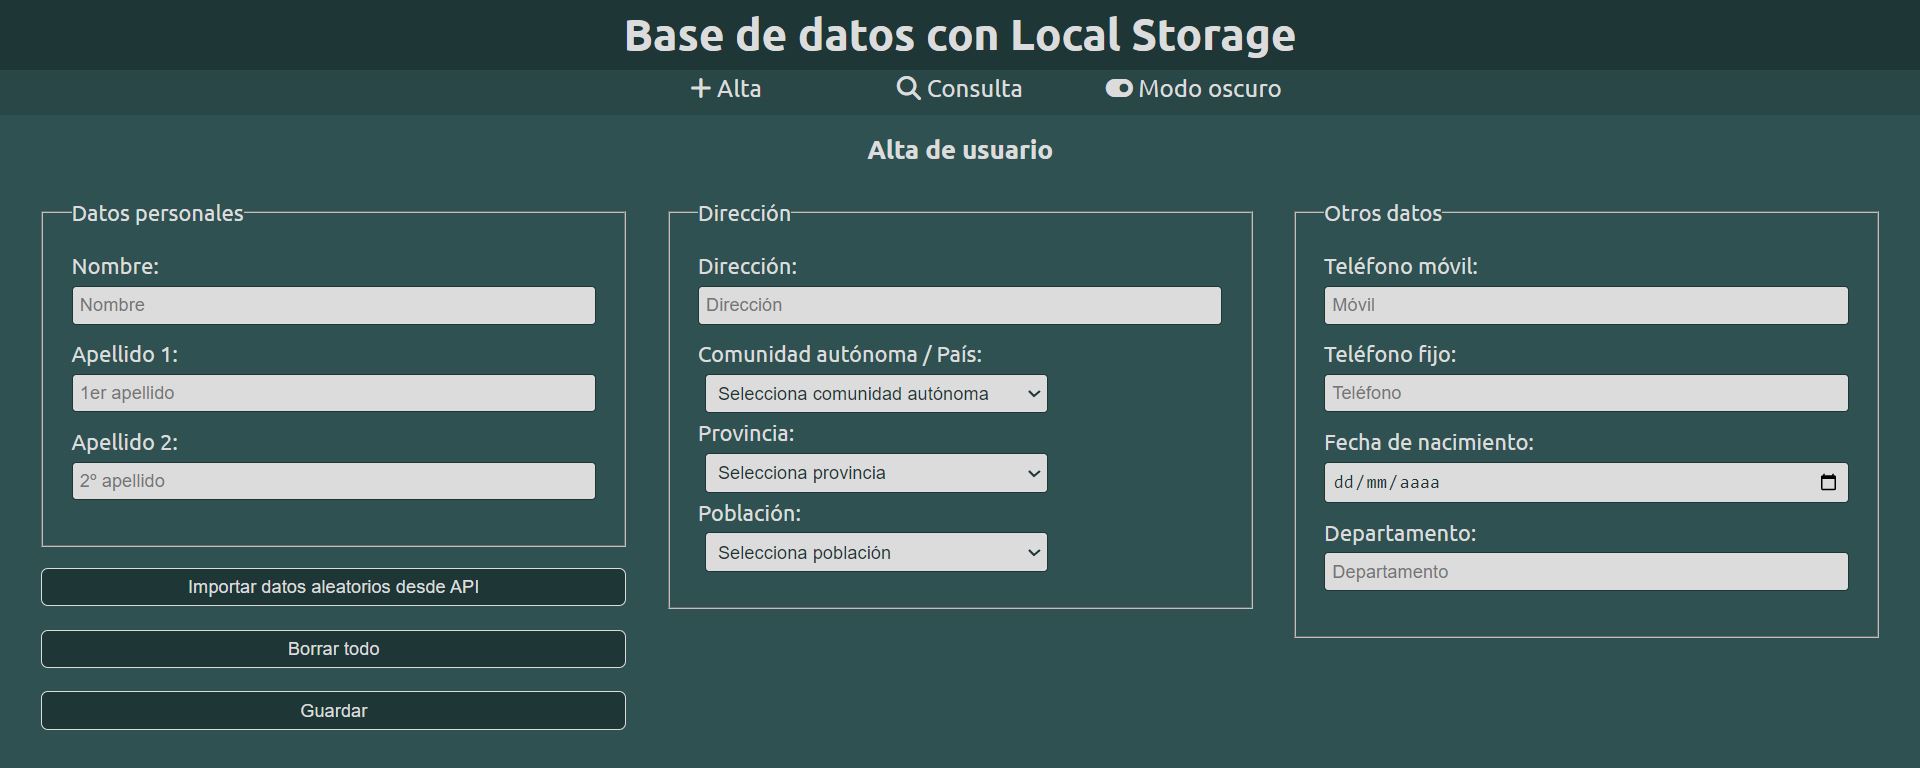 Base de datos con Local Storage
Alta Consulta Modo oscuro
Alta de usuario
Datos personales
Nombre:
Nombre
Apellido 1:
1er apellido
Apellido 2:
2º apellido
Importar datos aleatorios desde API
Borrar todo
Guardar
Dirección
Dirección:
Dirección
Comunidad autónoma / País:
Selecciona comunidad autónoma
Provincia:
Selecciona provincia
Población:
Selecciona población
Otros datos
Teléfono móvil:
Móvil
Teléfono fijo:
Teléfono
Fecha de nacimiento:
dd/mm/aaaa
Departamento:
Departamento